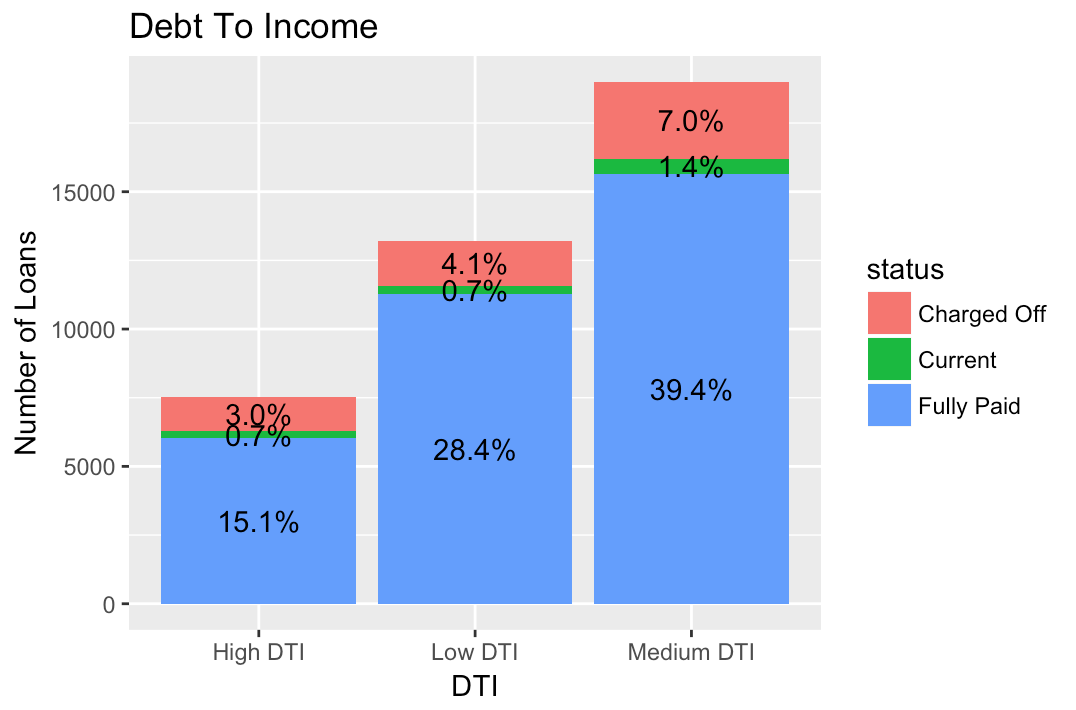 Debt To Income
Number of Loans
15000
10000
5000
0
3.0%
0.7%
15.1%
4.1%
0.7%
28.4%
7.0%
1.4%
39.4%
High DTI
Low DTI
Medium DTI
DTI
status
Charged Off
Current
Fully Paid